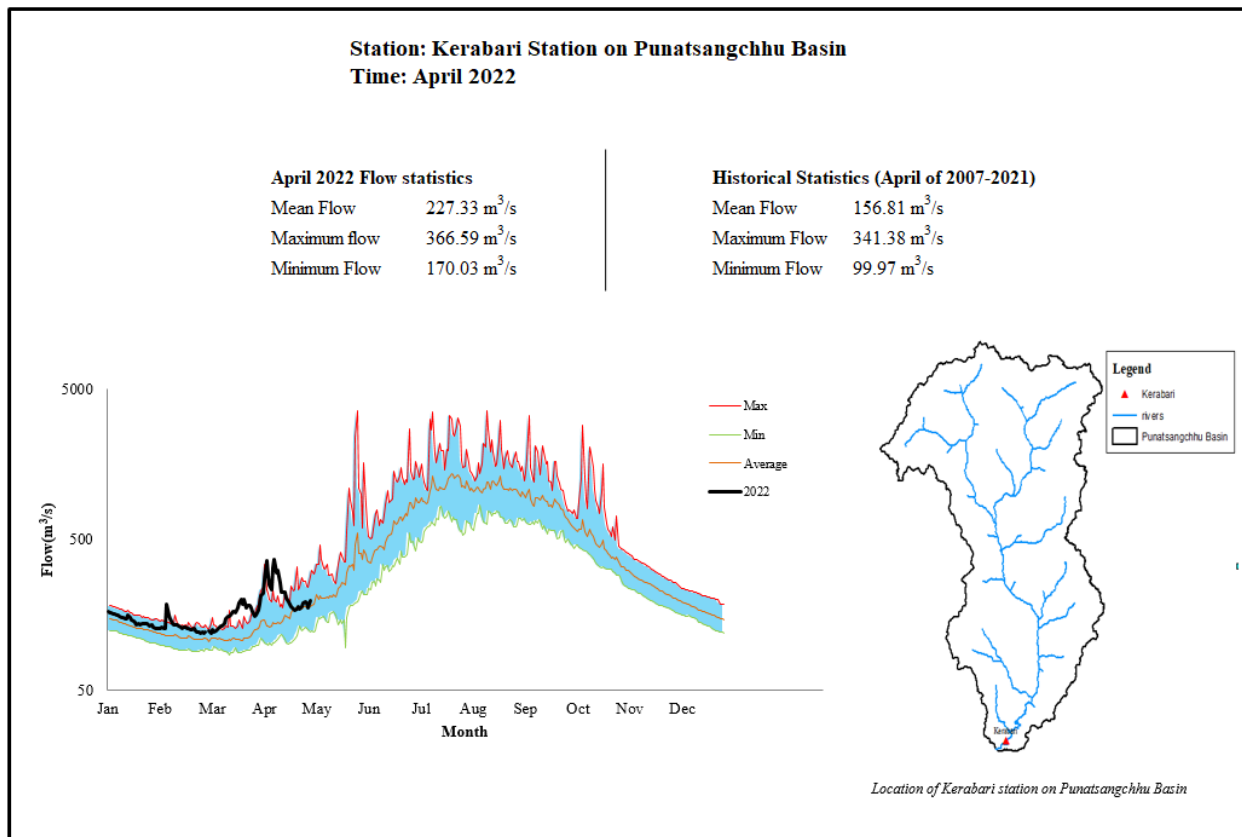 Station: Kerabari Station on Punatsangchhu Basin
Time: April 2022
April 2022 Flow statistics
Mean Flow 227.33 m³/s
Maximum flow 366.59 m³/s
Minimum Flow 170.03 m³/s
Historical Statistics (April of 2007-2021)
Mean Flow 156.81 m³/s
Maximum Flow 341.38 m³/s
Minimum Flow 99.97 m³/s
5000
500
50
Flow(m³/s)
Jan Feb Mar Apr May Jun Jul Aug Sep Oct Nov Dec
Month
Max
Min
Average
2022
Legend
Kerabari
rivers
Punatsangchhu Basin
Kerabari
Location of Kerabari station on Punatsangchhu Basin